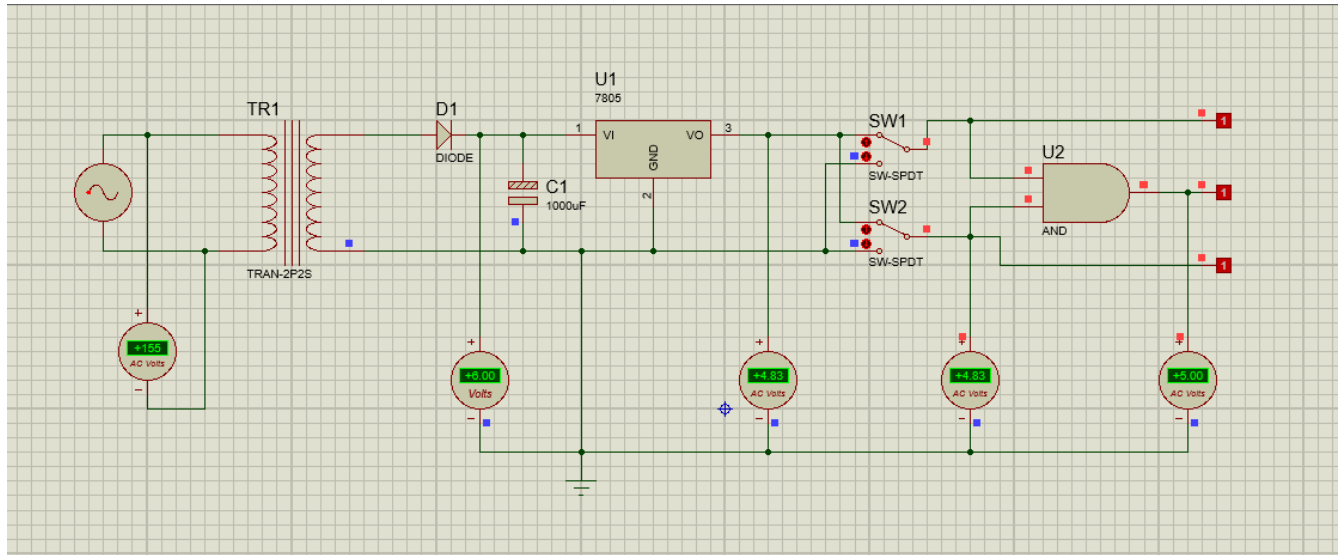 TR1
TRAN-2P2S
+
+155
AC Volts
−
D1
DIODE
C1
1000uF
U1
7805
1
VI
VO
3
GND
2
SW1
SW-SPDT
SW2
SW-SPDT
U2
AND
1
1
1
+
+6.00
Volts
−
+
+4.83
AC Volts
−
+
+4.83
AC Volts
−
+
+5.00
AC Volts
−